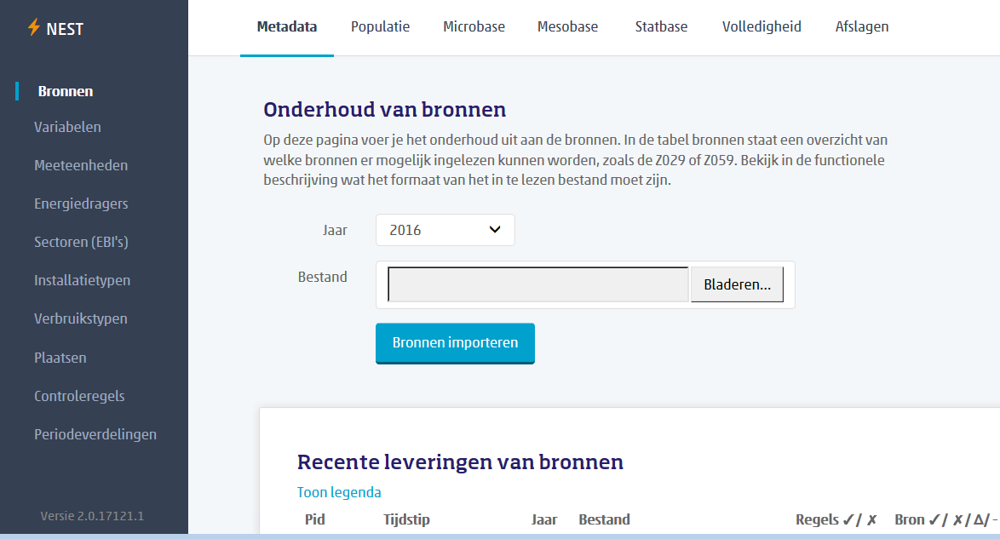 NEST
Metadata Populatie Microbase Mesobase Statbase Volledigheid Afslagen
Bronnen
Variabelen
Meeteenheden
Energiedragers
Sectoren (EBI's)
Installatietypen
Verbruikstypen
Plaatsen
Controleregels
Periodeverdelingen
Versie 2.0.17121.1
Onderhoud van bronnen
Op deze pagina voer je het onderhoud uit aan de bronnen. In de tabel bronnen staat een overzicht van
welke bronnen er mogelijk ingelezen kunnen worden, zoals de Z029 of Z059. Bekijk in de functionele
beschrijving wat het formaat van het in te lezen bestand moet zijn.
Jaar 2016
Bestand Bladeren...
Bronnen importeren
Recente leveringen van bronnen
Toon legenda
Pid Tijdstip Jaar Bestand Regels ✓/ ✗ Bron ✓/ ✗/ Δ/ -